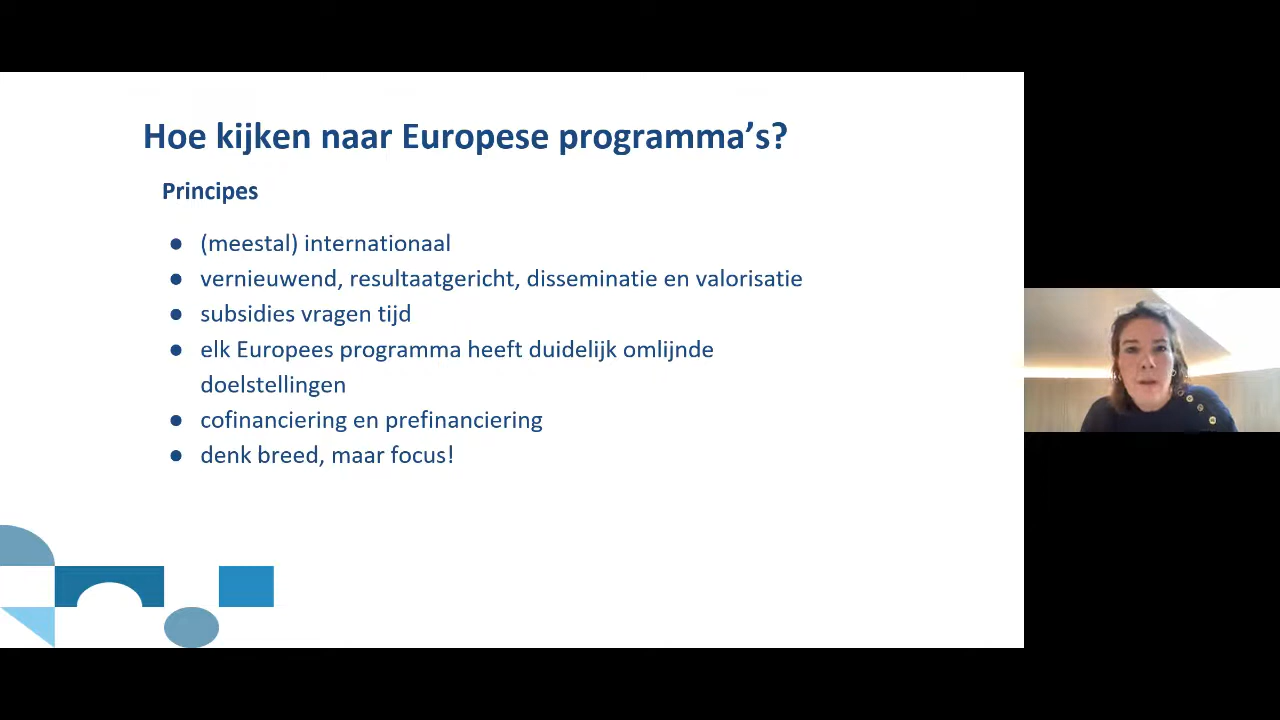 Hoe kijken naar Europese programma’s?
Principes
● (meestal) internationaal
● vernieuwend, resultaatgericht, disseminatie en valorisatie
● subsidies vragen tijd
● elk Europees programma heeft duidelijk omlijnde
doelstellingen
● cofinanciering en prefinanciering
● denk breed, maar focus!